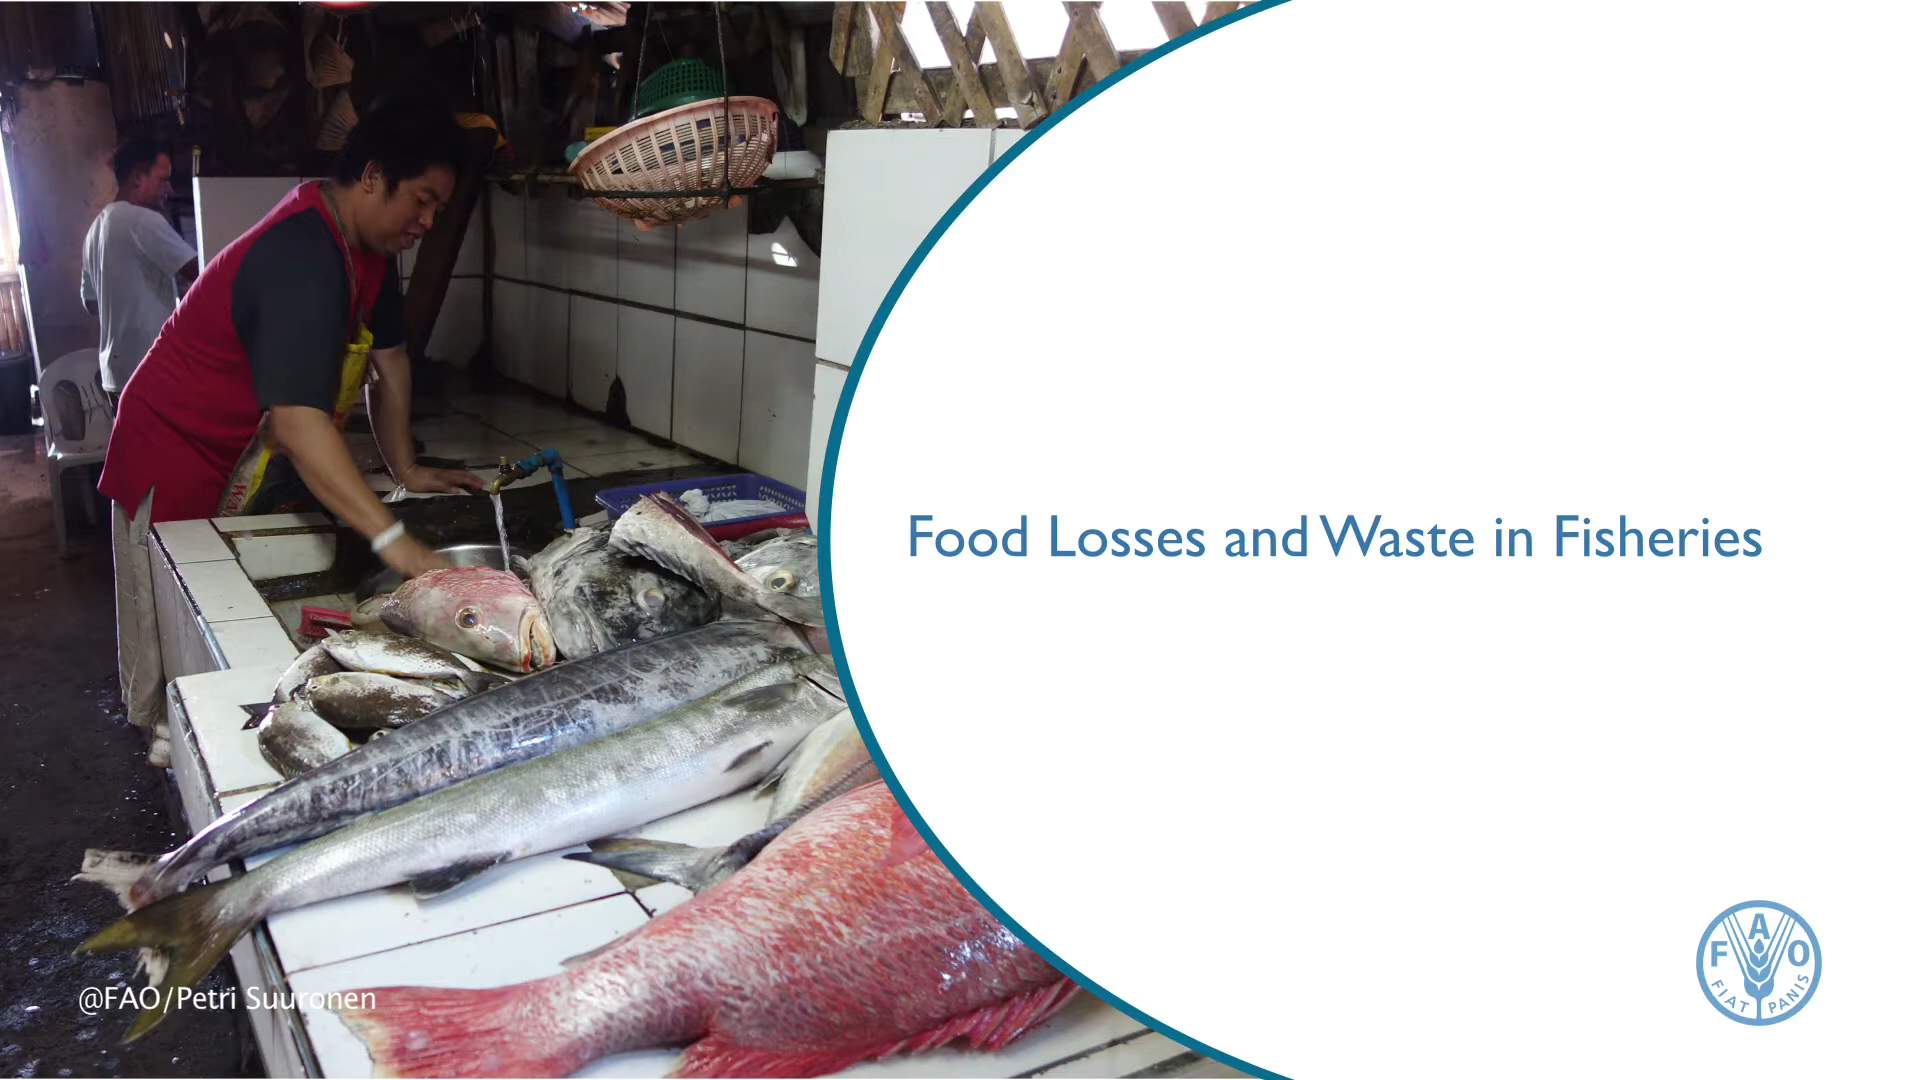 Food Losses and Waste in Fisheries
F A O
FIAT PANIS
@FAO/Petri Suuronen